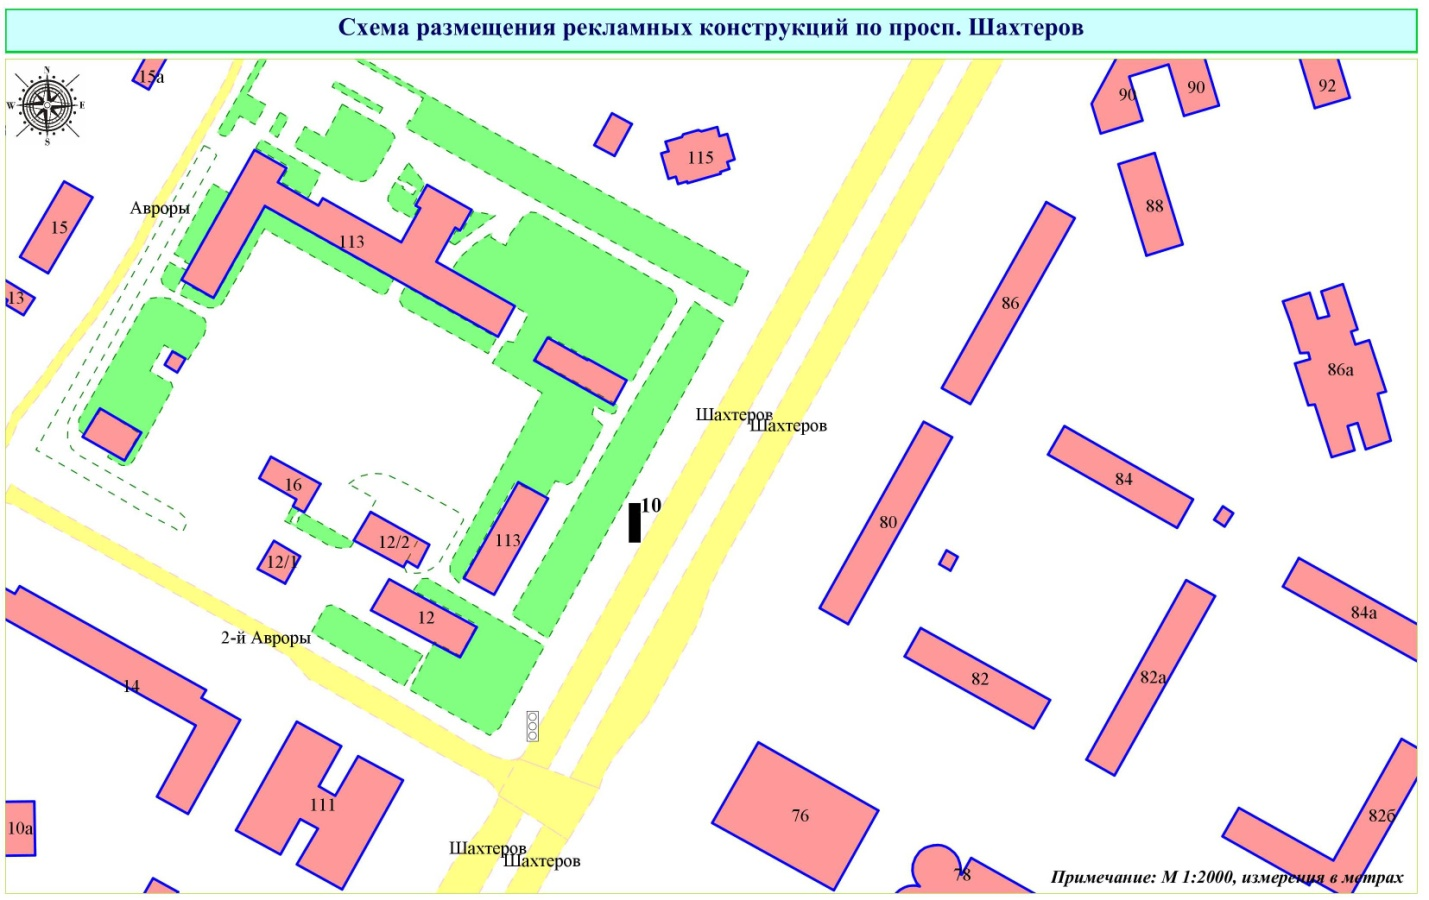 Схема размещения рекламных конструкций по просп. Шахтеров
N
W E
S
15а
90
90
92
115
88
15
Авроры
113
13
86
86а
Шахтеров
Шахтеров
84
16
10
80
12/2
113
12/1
12
84а
2-й Авроры
14
82
82а
111
76
10а
82б
Шахтеров
Шахтеров
78
Примечание: М 1:2000, измерения в метрах